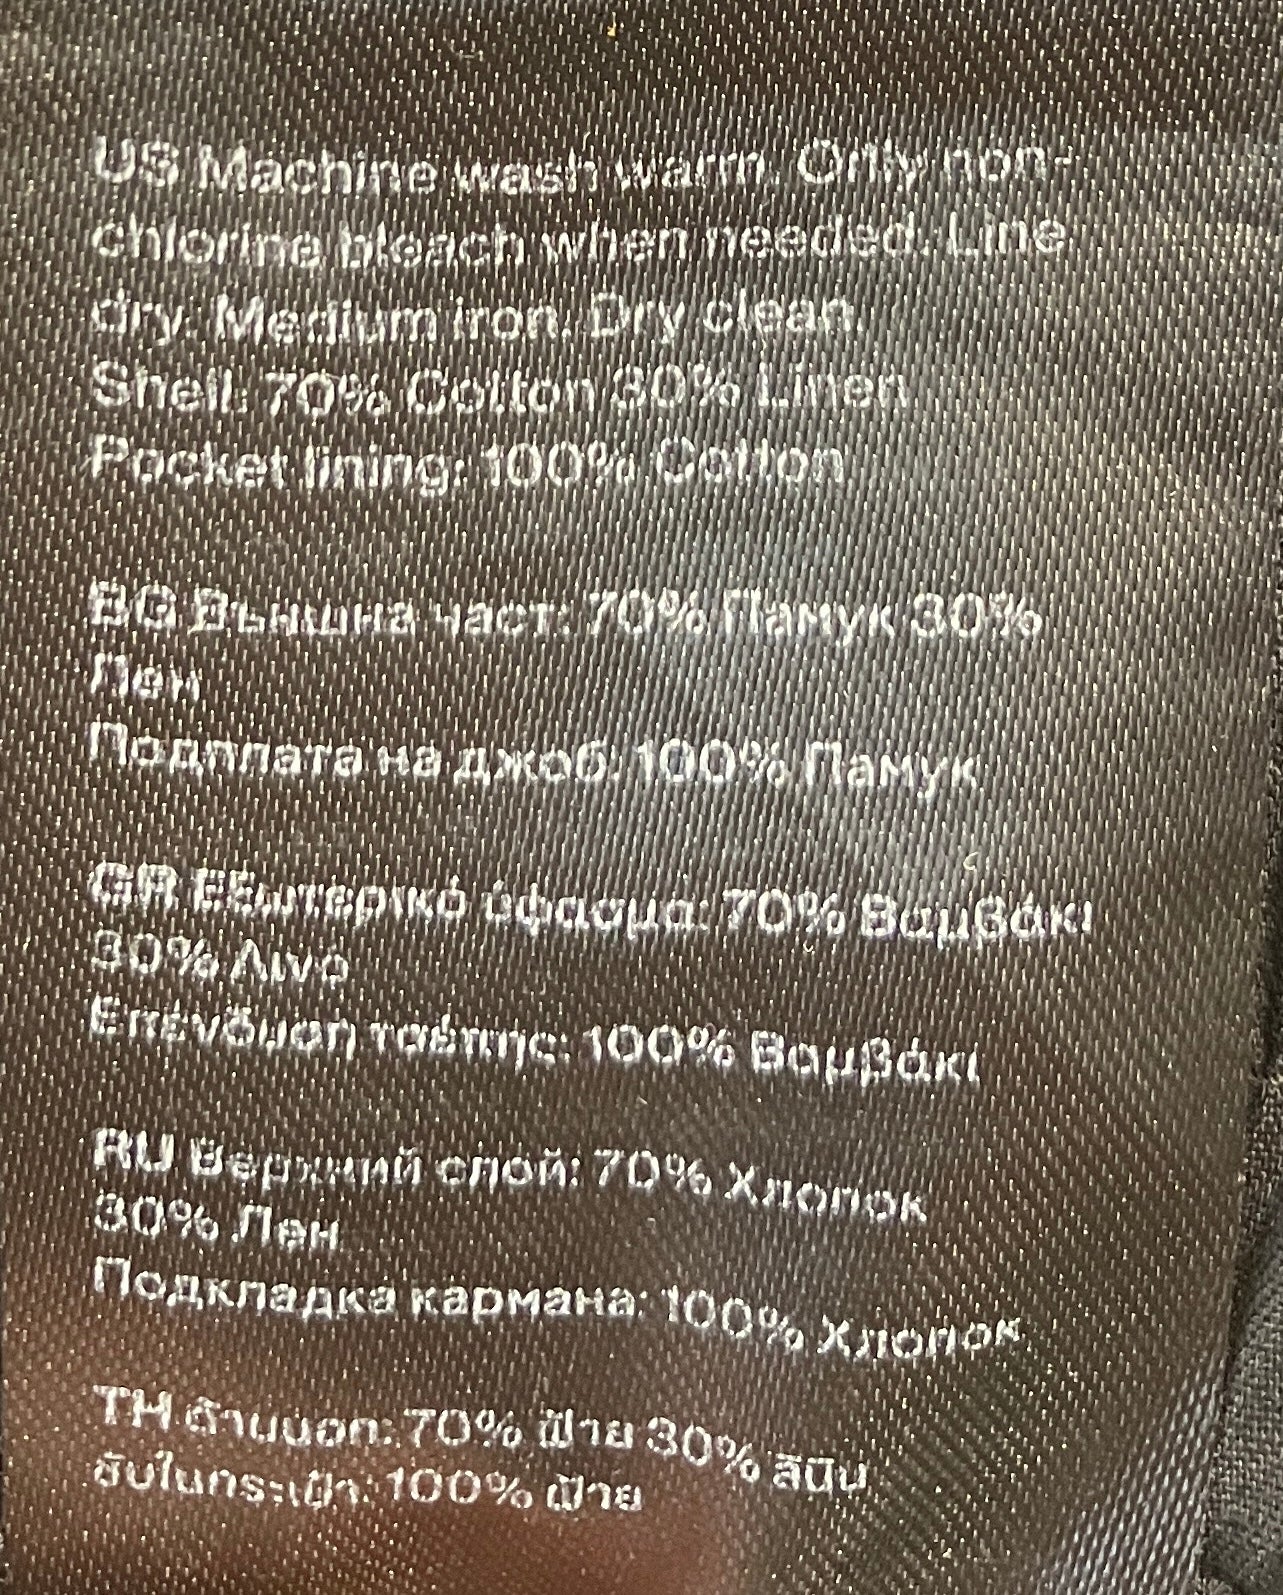 US Machine wash warm. Only non-
chlorine bleach when needed. Line
dry. Medium iron. Dry clean.
Shell: 70% Cotton 30% Linen
Pocket lining: 100% Cotton
BG Външна част: 70% Памук 30%
Лен
Подплата на джоб: 100% Памук
GR Εξωτερικό ύφασμα: 70% Βαμβάκι
30% Λινό
Επένδυση τσέπης: 100% Βαμβάκι
RU Верхний слой: 70% Хлопок
30% Лен
Подкладка кармана: 100% Хлопок
TH ด้านนอก: 70% ฝ้าย 30% ลินิน
ซับในกระเป๋า: 100% ฝ้าย